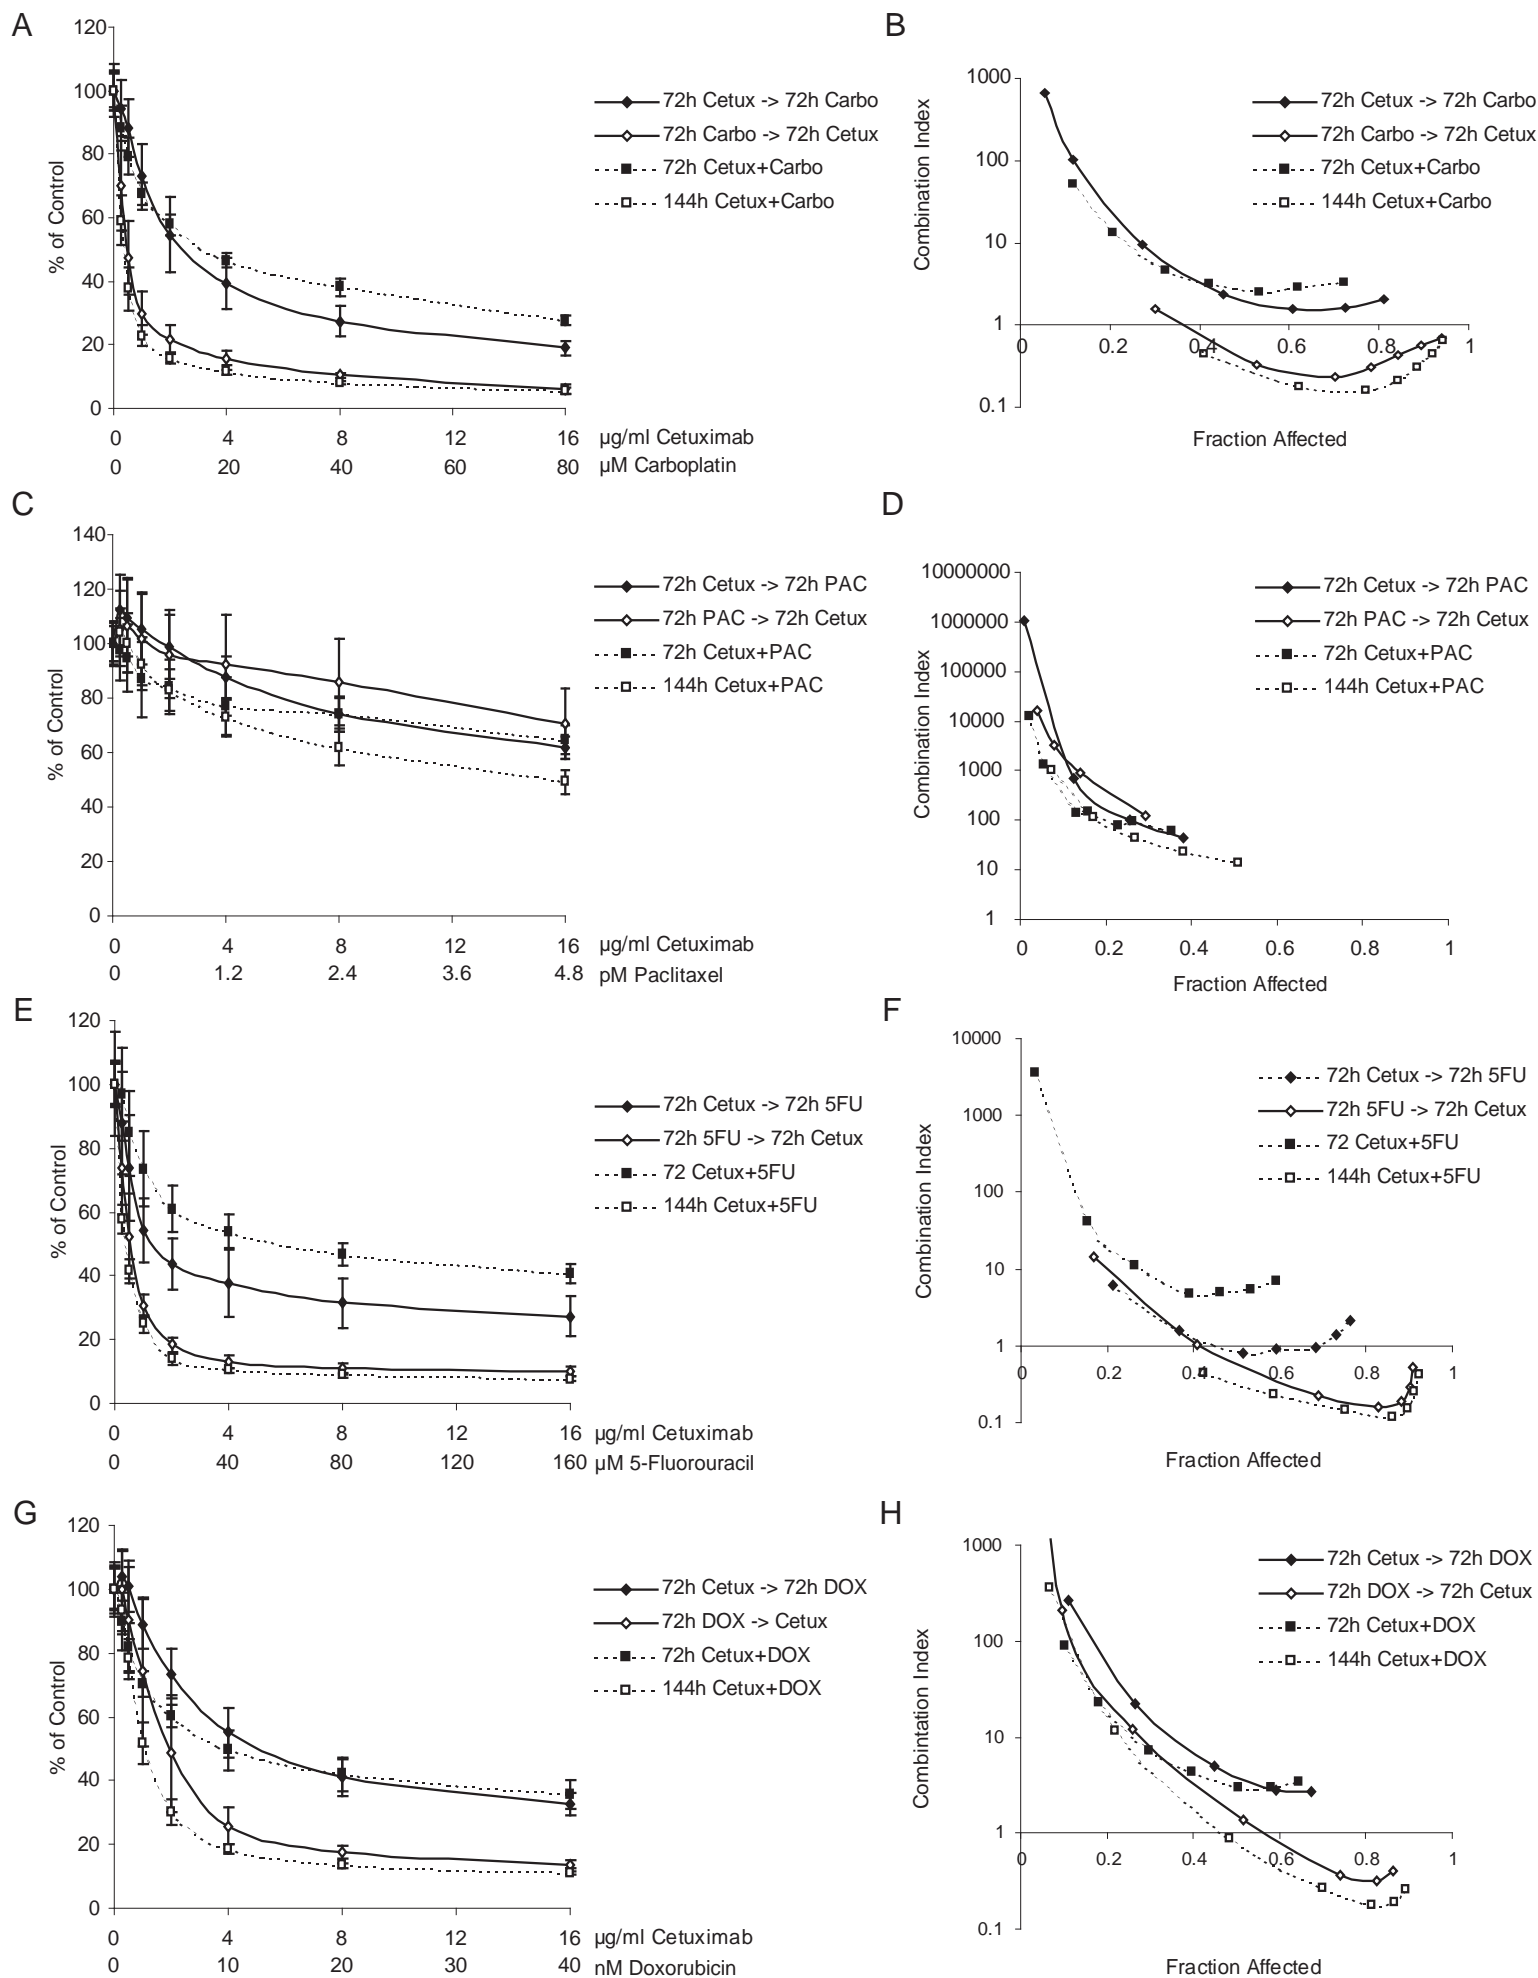 A
120
100
80
60
40
20
0
% of Control
0 4 8 12 16 µg/ml Cetuximab
0 20 40 60 80 µM Carboplatin
72h Cetux -> 72h Carbo
72h Carbo -> 72h Cetux
72h Cetux+Carbo
144h Cetux+Carbo
B
1000
100
10
1
0.1
Combination Index
0 0.2 0.4 0.6 0.8 1
Fraction Affected
72h Cetux -> 72h Carbo
72h Carbo -> 72h Cetux
72h Cetux+Carbo
144h Cetux+Carbo
C
140
120
100
80
60
40
20
0
% of Control
0 4 8 12 16 µg/ml Cetuximab
0 1.2 2.4 3.6 4.8 pM Paclitaxel
72h Cetux -> 72h PAC
72h PAC -> 72h Cetux
72h Cetux+PAC
144h Cetux+PAC
D
10000000
1000000
100000
10000
1000
100
10
1
Combination Index
0 0.2 0.4 0.6 0.8 1
Fraction Affected
72h Cetux -> 72h PAC
72h PAC -> 72h Cetux
72h Cetux+PAC
144h Cetux+PAC
E
120
100
80
60
40
20
0
% of Control
0 4 8 12 16 µg/ml Cetuximab
0 40 80 120 160 µM 5-Fluorouracil
72h Cetux -> 72h 5FU
72h 5FU -> 72h Cetux
72 Cetux+5FU
144h Cetux+5FU
F
10000
1000
100
10
1
0.1
Combination Index
0 0.2 0.4 0.6 0.8 1
Fraction Affected
72h Cetux -> 72h 5FU
72h 5FU -> 72h Cetux
72 Cetux+5FU
144h Cetux+5FU
G
120
100
80
60
40
20
0
% of Control
0 4 8 12 16 µg/ml Cetuximab
0 10 20 30 40 nM Doxorubicin
72h Cetux -> 72h DOX
72h DOX -> Cetux
72h Cetux+DOX
144h Cetux+DOX
H
1000
100
10
1
0.1
Combintation Index
0 0.2 0.4 0.6 0.8 1
Fraction Affected
72h Cetux -> 72h DOX
72h DOX -> 72h Cetux
72h Cetux+DOX
144h Cetux+DOX